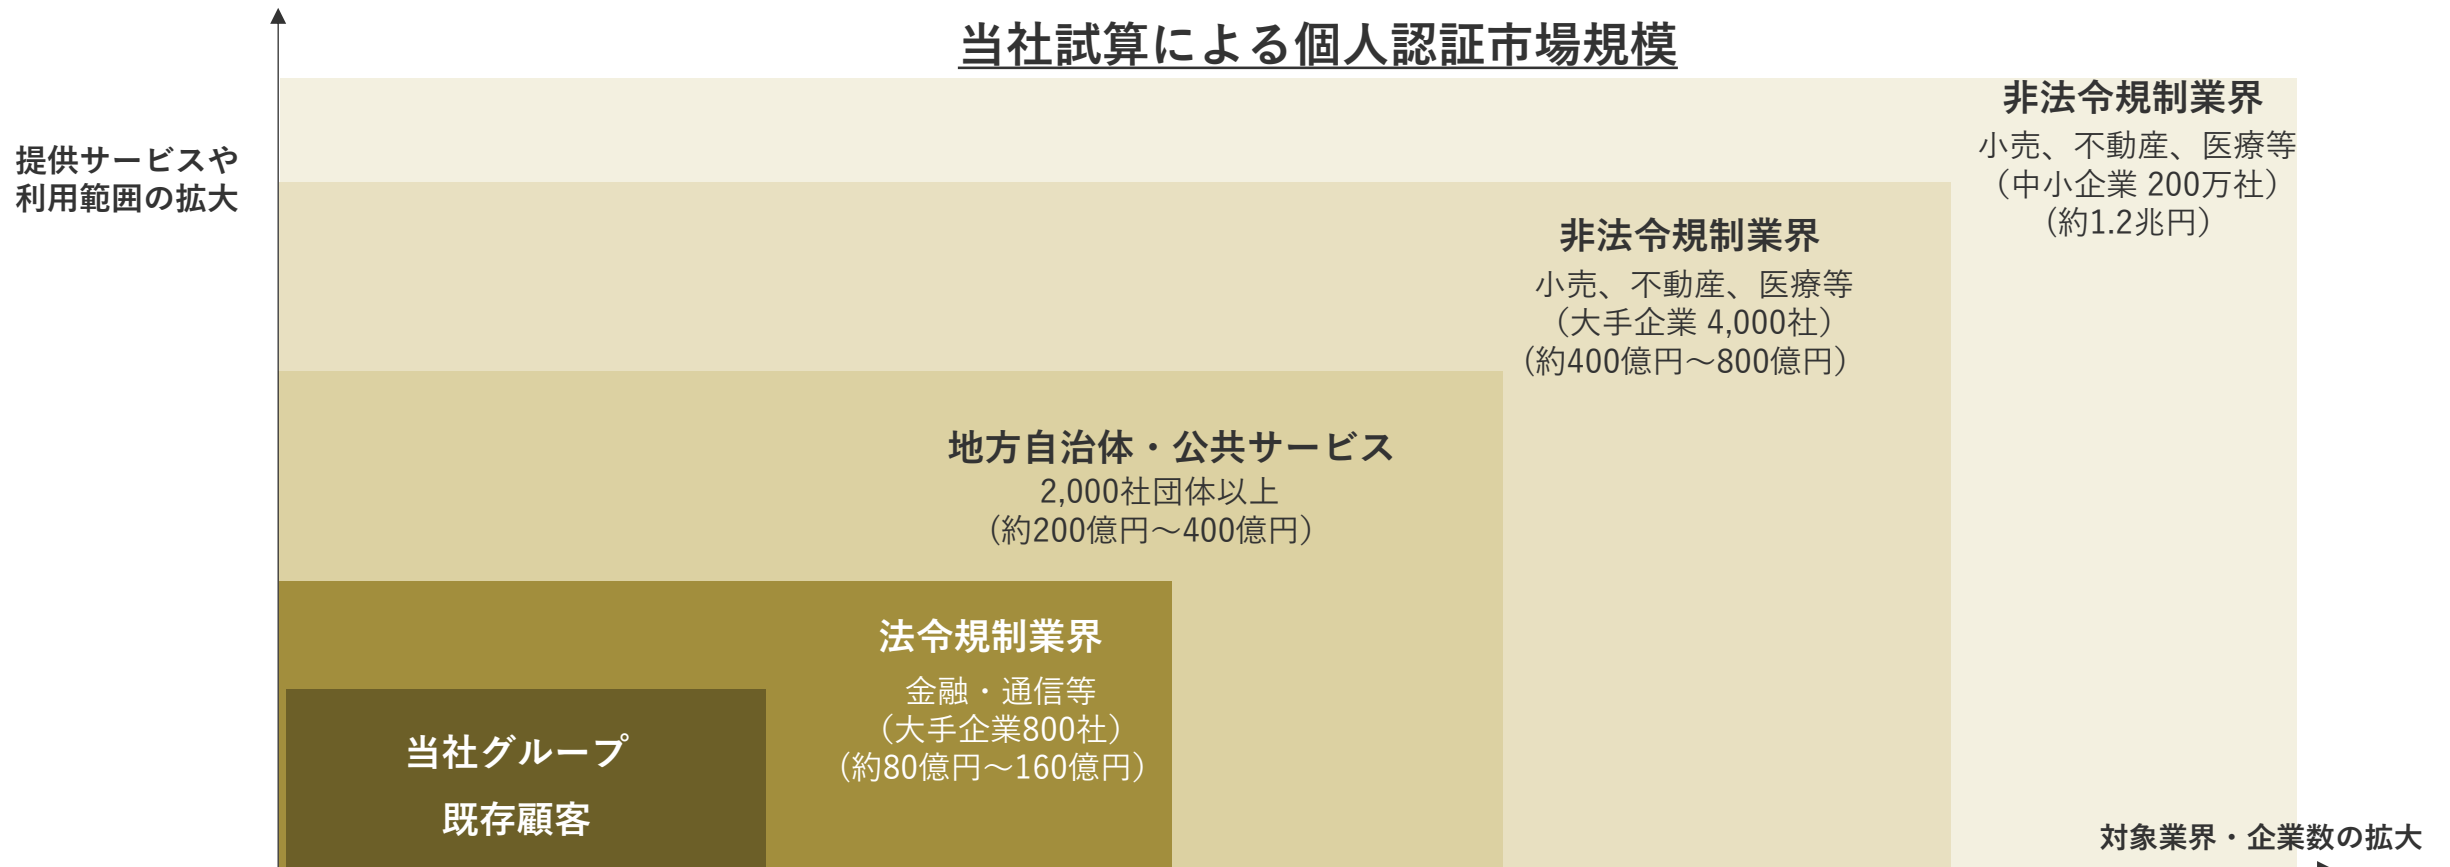 当社試算による個人認証市場規模
提供サービスや
利用範囲の拡大
非法令規制業界
小売、不動産、医療等
（中小企業 200万社）
（約1.2兆円）
非法令規制業界
小売、不動産、医療等
（大手企業 4,000社）
（約400億円～800億円）
地方自治体・公共サービス
2,000社団体以上
（約200億円～400億円）
法令規制業界
金融・通信等
（大手企業800社）
（約80億円～160億円）
当社グループ
既存顧客
対象業界・企業数の拡大